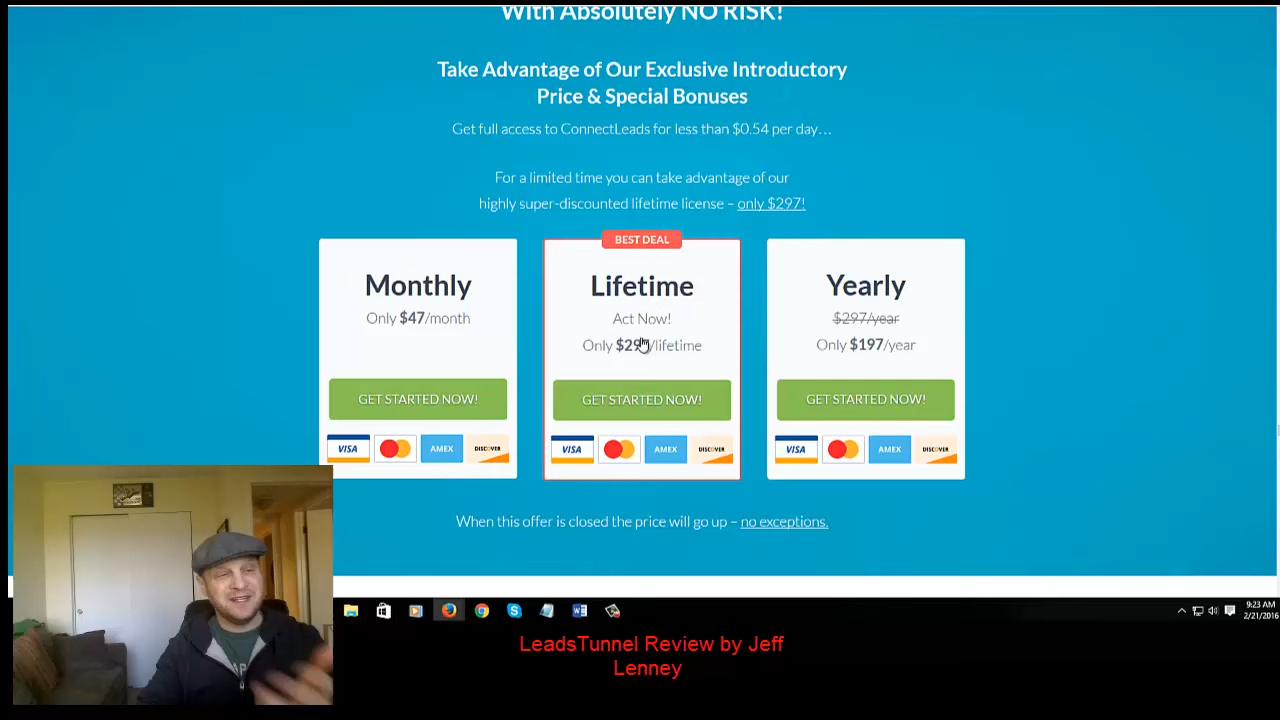 With Absolutely NO RISK!
Take Advantage of Our Exclusive Introductory
Price & Special Bonuses
Get full access to ConnectLeads for less than $0.54 per day...
For a limited time you can take advantage of our
highly super-discounted lifetime license – only $297!
BEST DEAL
Monthly
Only $47/month
GET STARTED NOW!
VISA AMEX DISCOVER
Lifetime
Act Now!
Only /lifetime
GET STARTED NOW!
VISA AMEX DISCOVER
Yearly
$297/year
Only $197/year
GET STARTED NOW!
VISA AMEX DISCOVER
When this offer is closed the price will go up – no exceptions.
9:23 AM
2/21/2016
LeadsTunnel Review by Jeff
Lenney